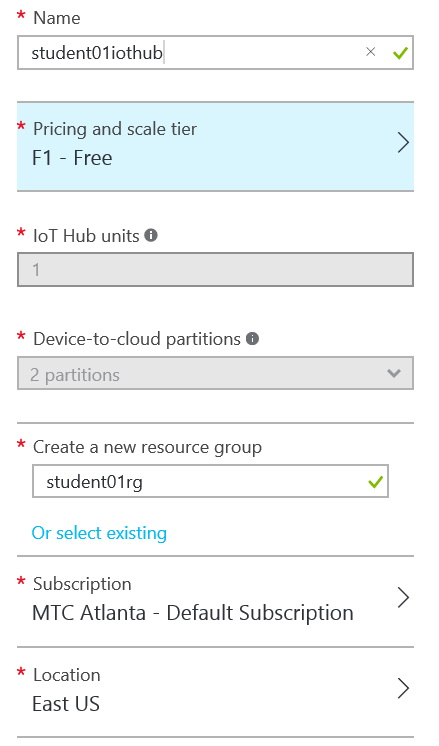 * Name
student01iothub
* Pricing and scale tier
F1 - Free
* IoT Hub units
1
* Device-to-cloud partitions
2 partitions
* Create a new resource group
student01rg
Or select existing
* Subscription
MTC Atlanta - Default Subscription
* Location
East US